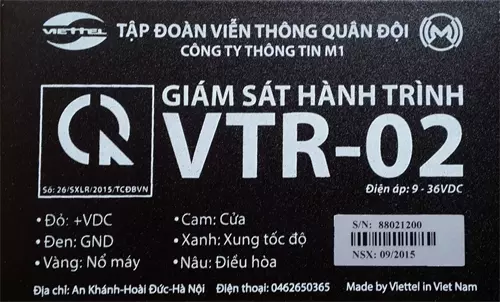 VIETTEL
TẬP ĐOÀN VIỄN THÔNG QUÂN ĐỘI
CÔNG TY THÔNG TIN M1
GIÁM SÁT HÀNH TRÌNH
VTR-02
Số: 26/SXLR/2015/TCĐBVN
Điện áp: 9 - 36VDC
• Đỏ: +VDC
• Cam: Cửa
• Đen: GND
• Xanh: Xung tốc độ
• Vàng: Nổ máy
• Nâu: Điều hòa
S/N: 88021200
NSX: 09/2015
Địa chỉ: An Khánh-Hoài Đức-Hà Nội Điện thoại: 0462650365 Made by Viettel in Viet Nam